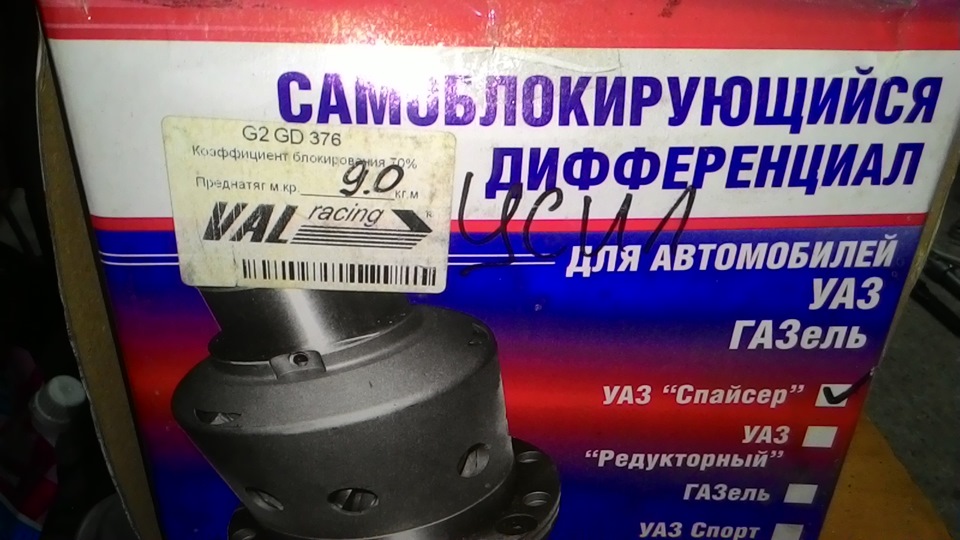 САМОБЛОКИРУЮЩИЙСЯ
ДИФФЕРЕНЦИАЛ
G2 GD 376
Коэффициент блокирования 70%
Преднатяг м.кр. 9.0 кг.м
VAL racing
УСИЛ
ДЛЯ АВТОМОБИЛЕЙ
УАЗ
ГАЗель
УАЗ “Спайсер”
УАЗ
“Редукторный”
ГАЗель
УАЗ Спорт